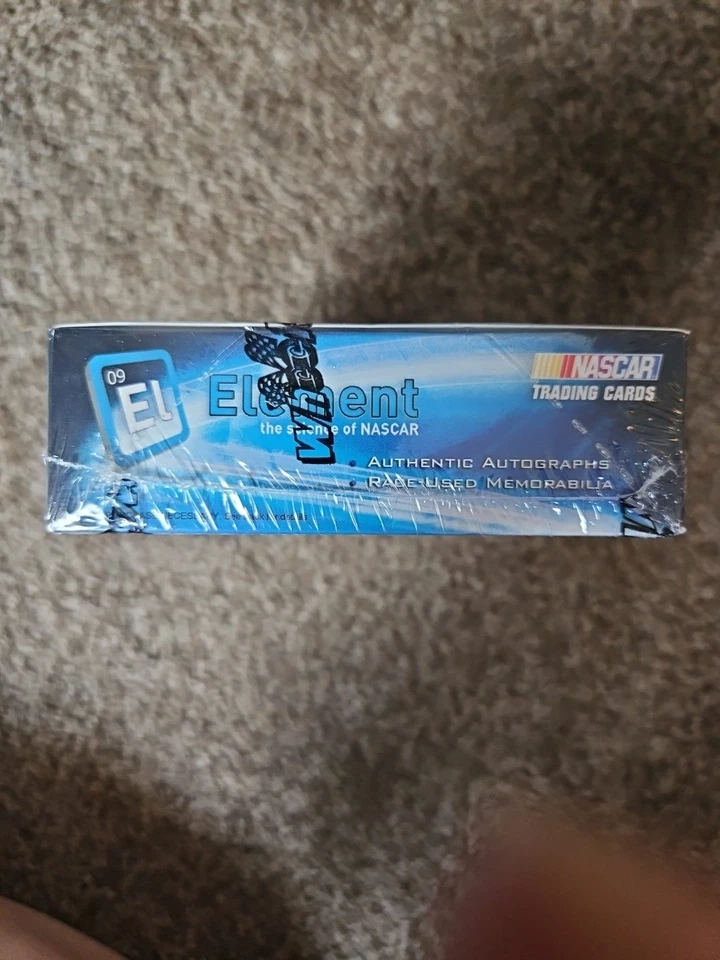 09
El
Element
the science of NASCAR
NASCAR
TRADING CARDS
AUTHENTIC AUTOGRAPHS
RACE-USED MEMORABILIA